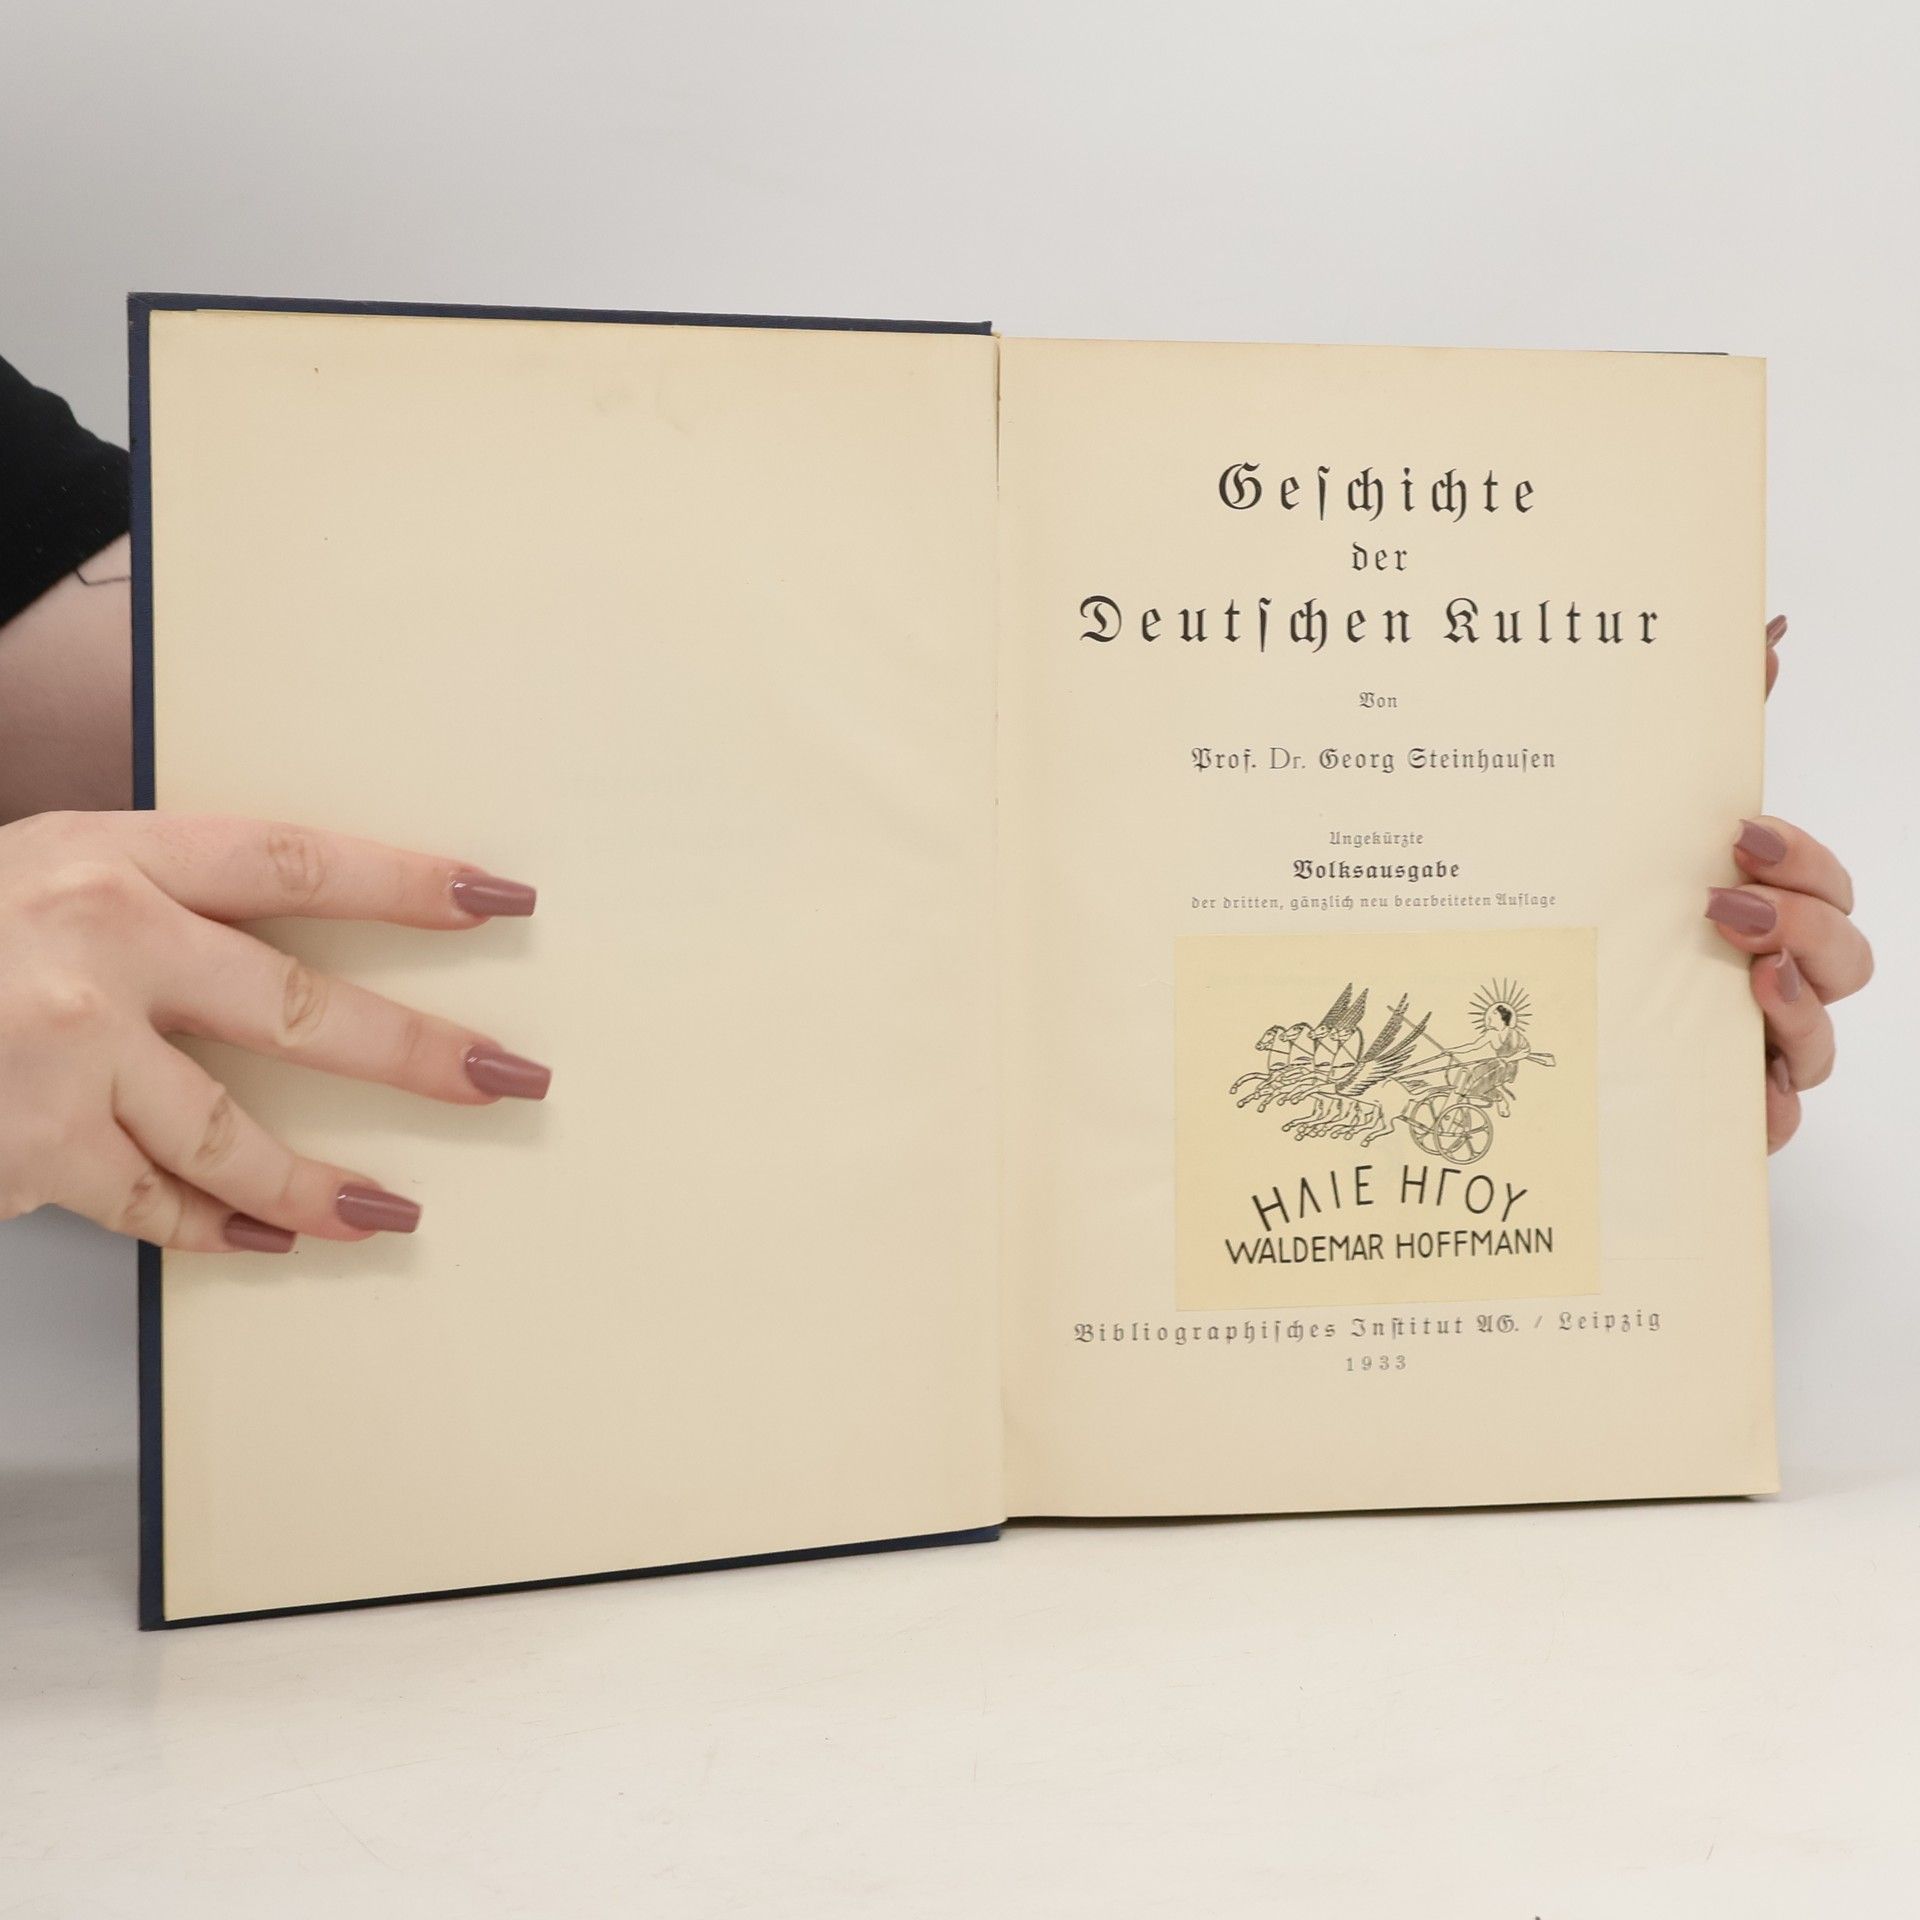 Geſchichte
der
Deutſchen Kultur
Von
Prof. Dr. Georg Steinhauſen
Ungekürzte
Volksausgabe
der dritten, gänzlich neu bearbeiteten Auflage
ΗΛΙΕ ΗΓΟΥ
WALDEMAR HOFFMANN
Bibliographiſches Inſtitut AG. / Leipzig
1933